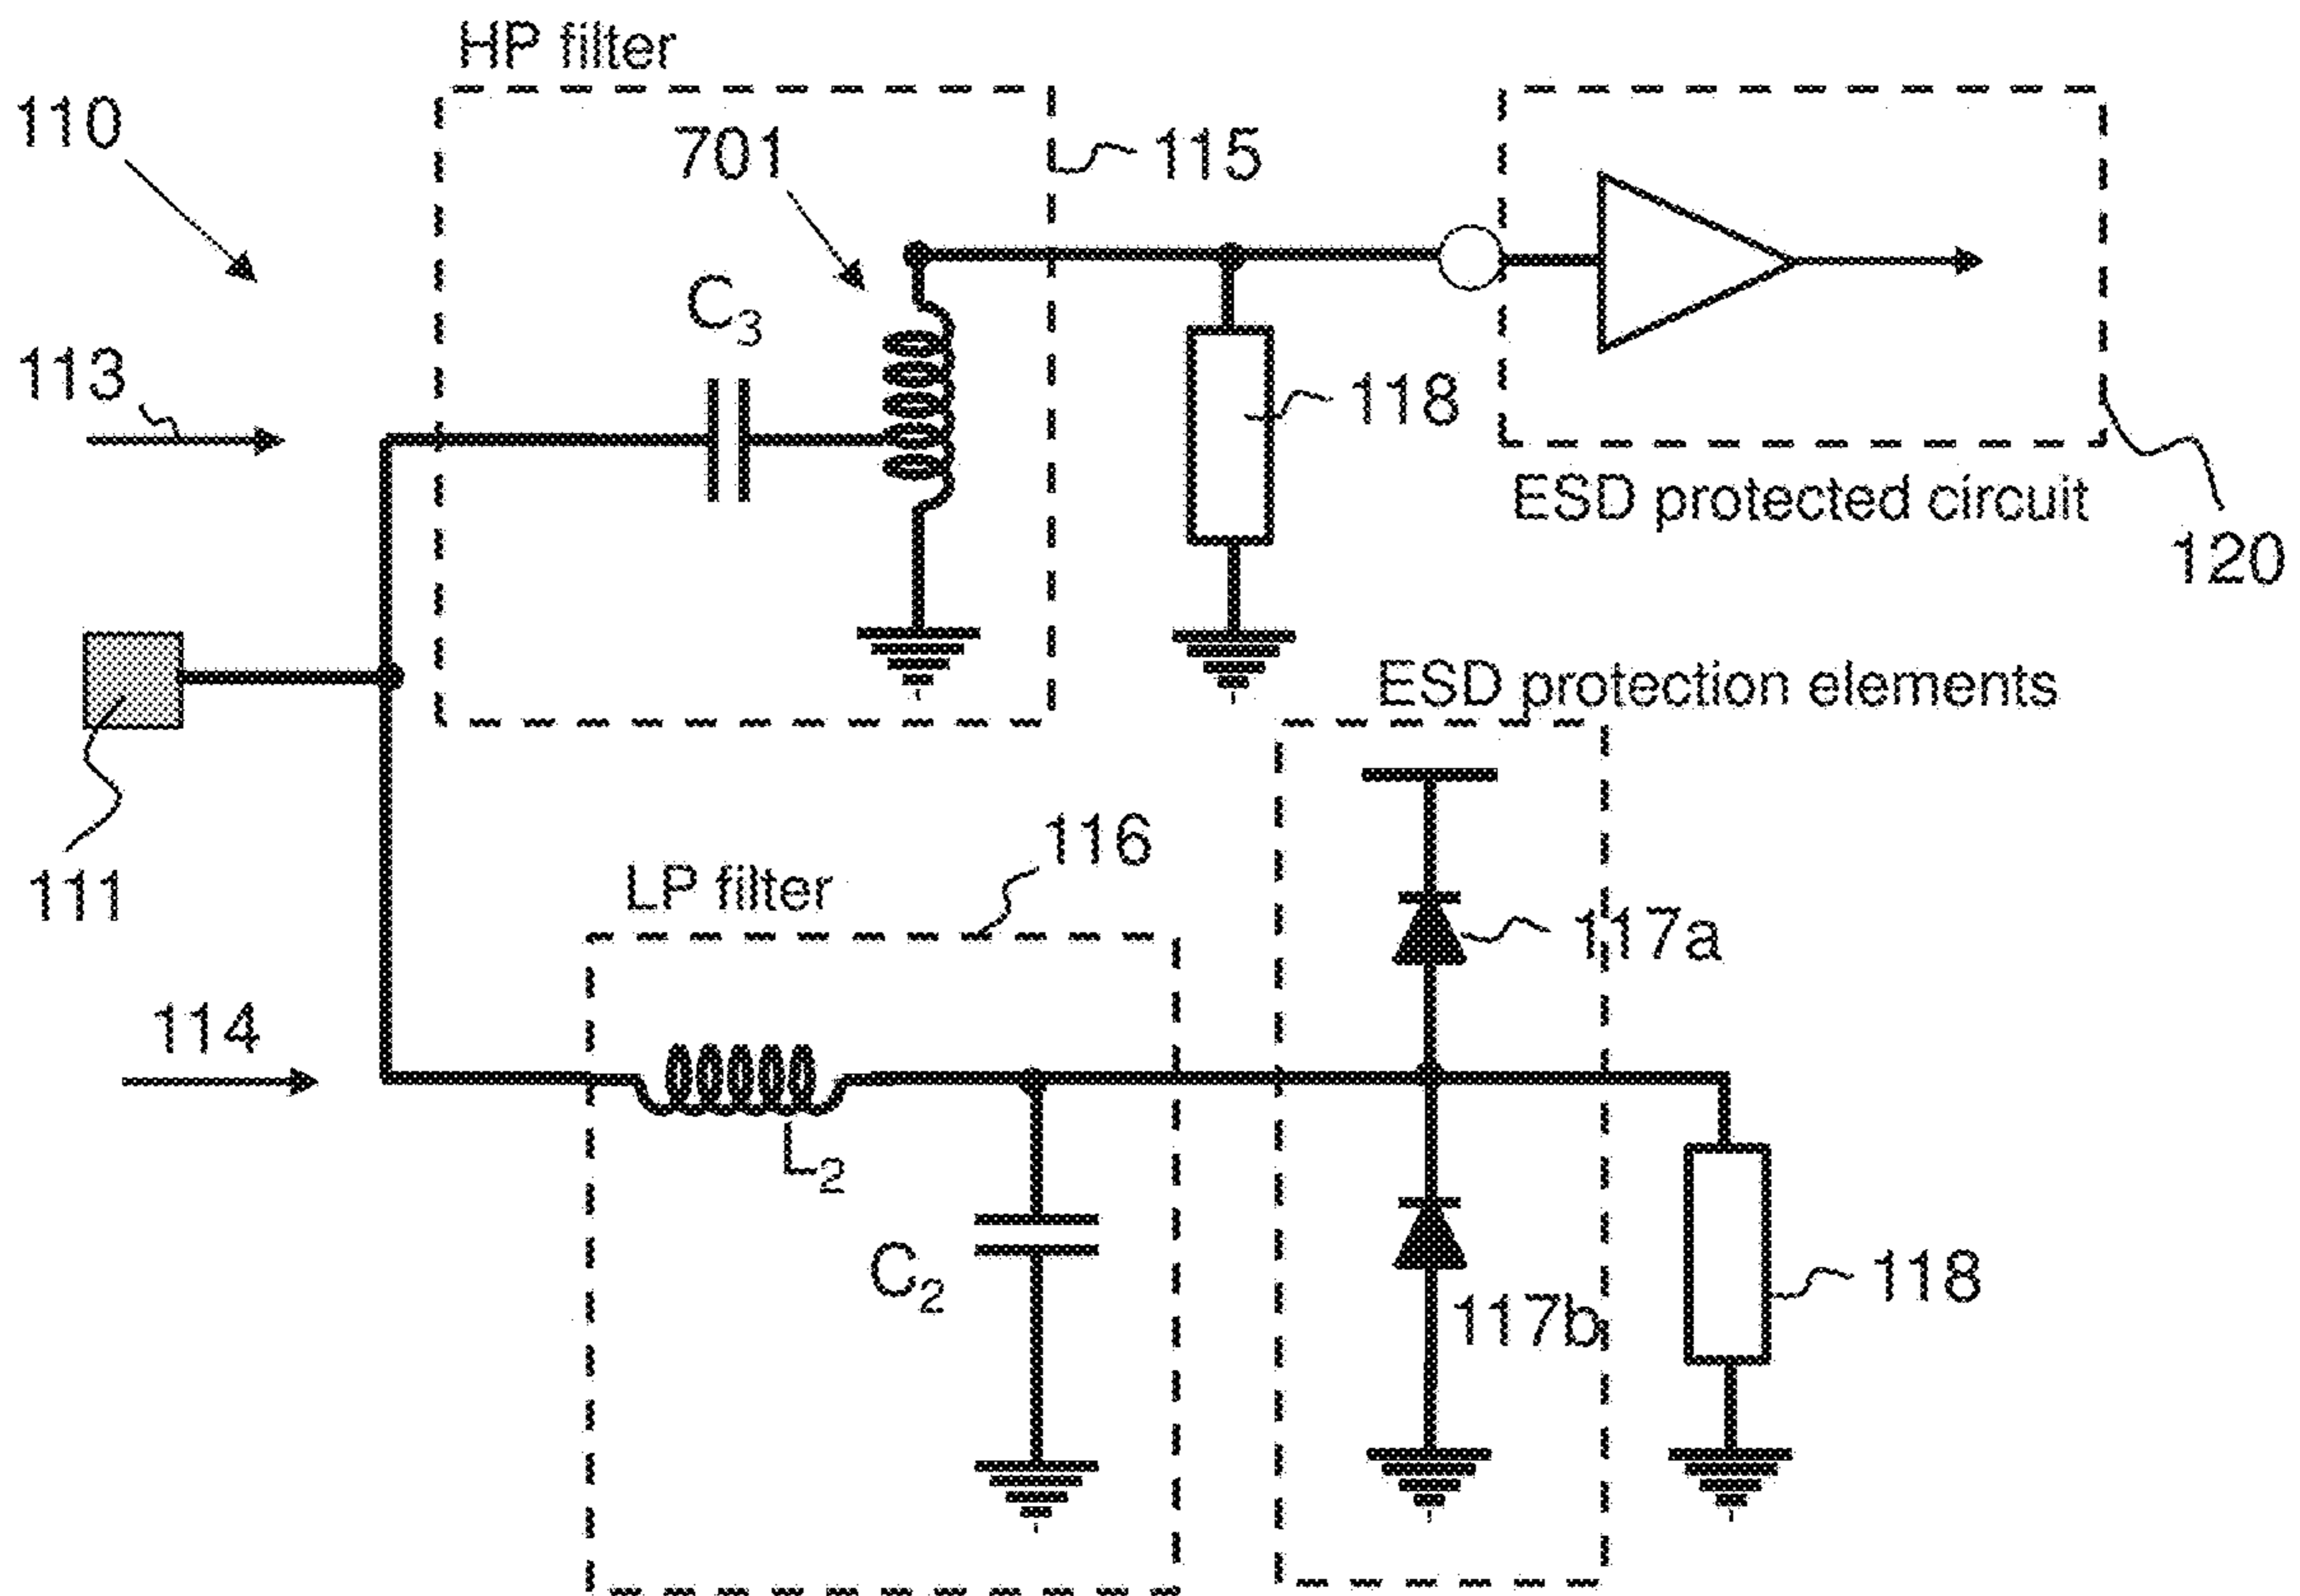 HP filter
110
701
115
C3
113
118
ESD protected circuit
120
ESD protection elements
111
116
LP filter
117a
114
L2
C2
117b
118